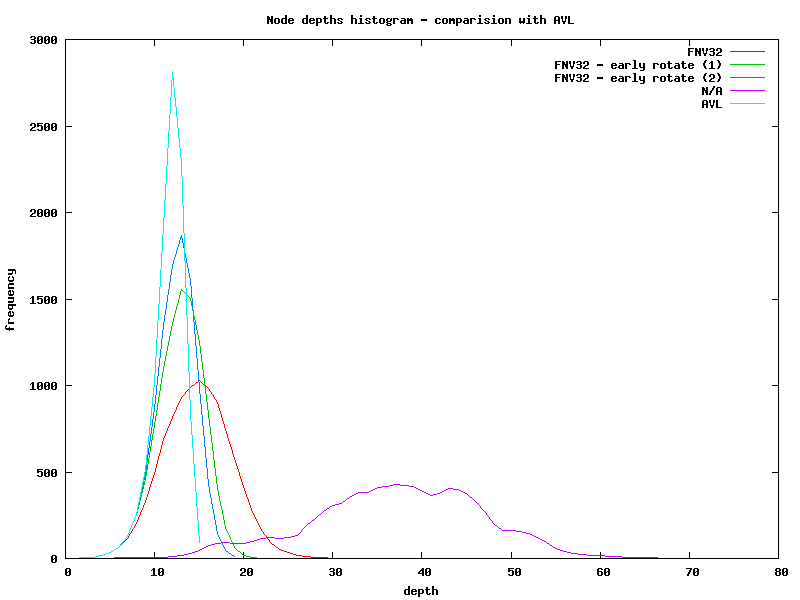 Node depths histogram - comparision with AVL
3000
FNV32
FNV32 - early rotate (1)
FNV32 - early rotate (2)
N/A
AVL
2500
2000
1500
1000
500
0
frequency
0 10 20 30 40 50 60 70 80
depth